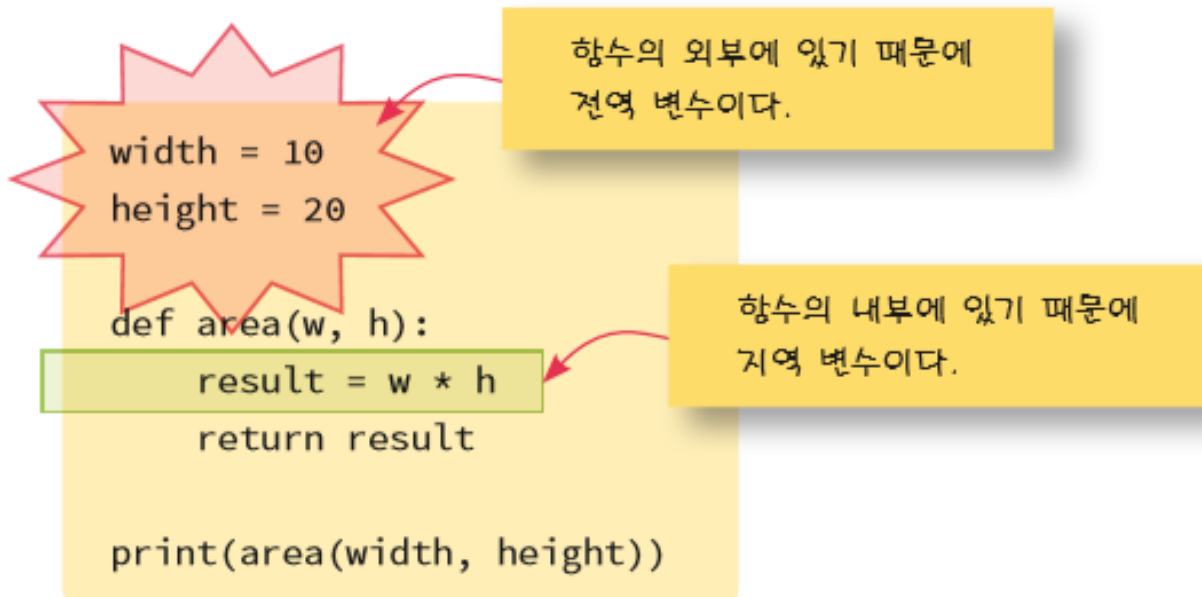 함수의 외부에 있기 때문에
전역 변수이다.
width = 10
height = 20
def area(w, h):
result = w * h
return result
print(area(width, height))
함수의 내부에 있기 때문에
지역 변수이다.